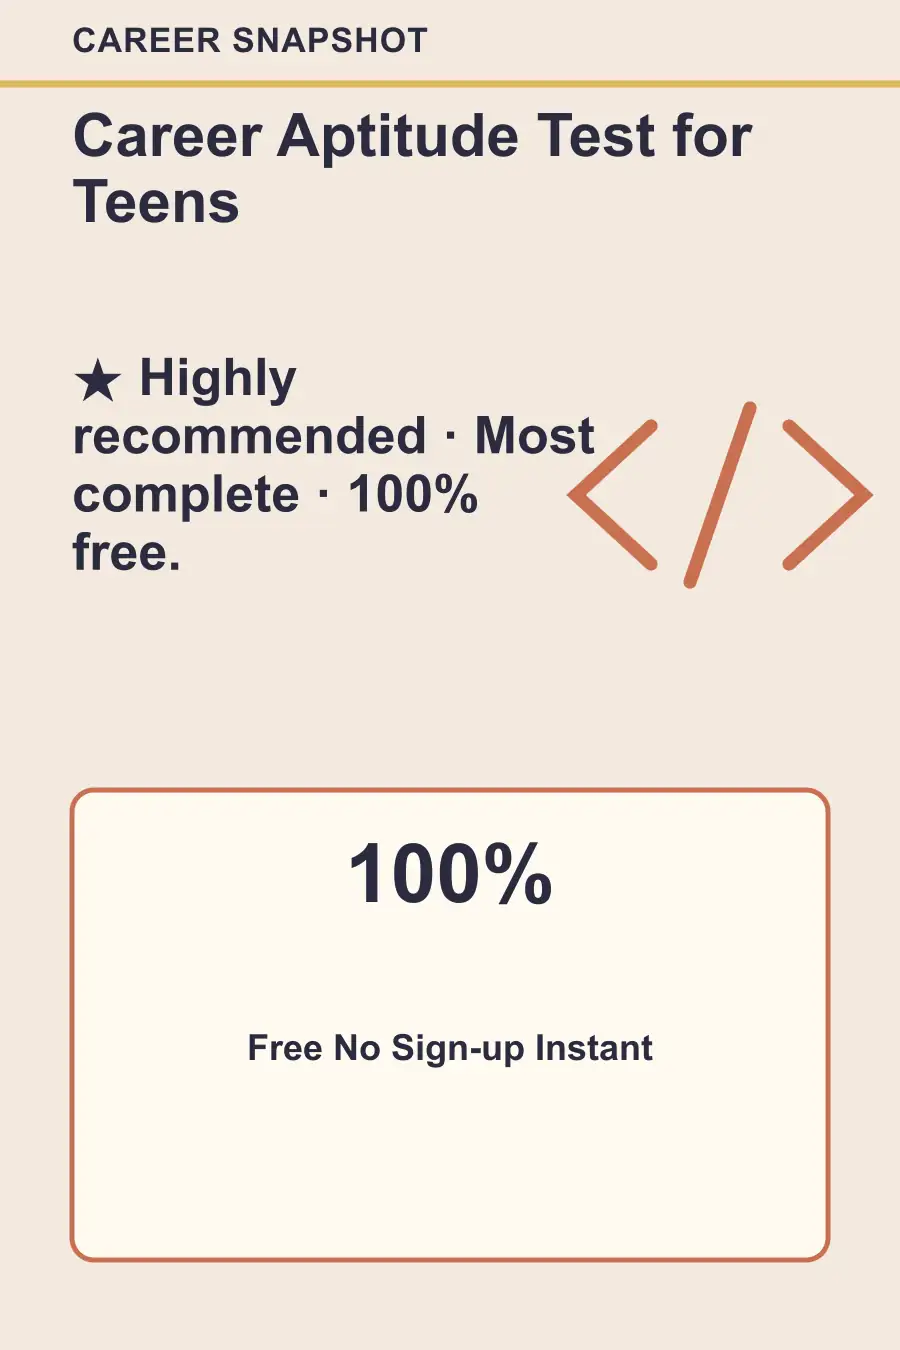 CAREER SNAPSHOT
Career Aptitude Test for
Teens
★ Highly
recommended · Most
complete · 100%
free.
100%
Free No Sign-up Instant